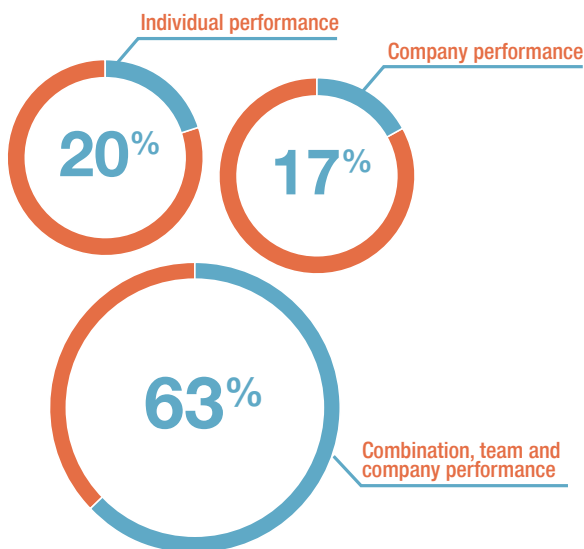 Individual performance
Company performance
20%
17%
63%
Combination, team and
company performance